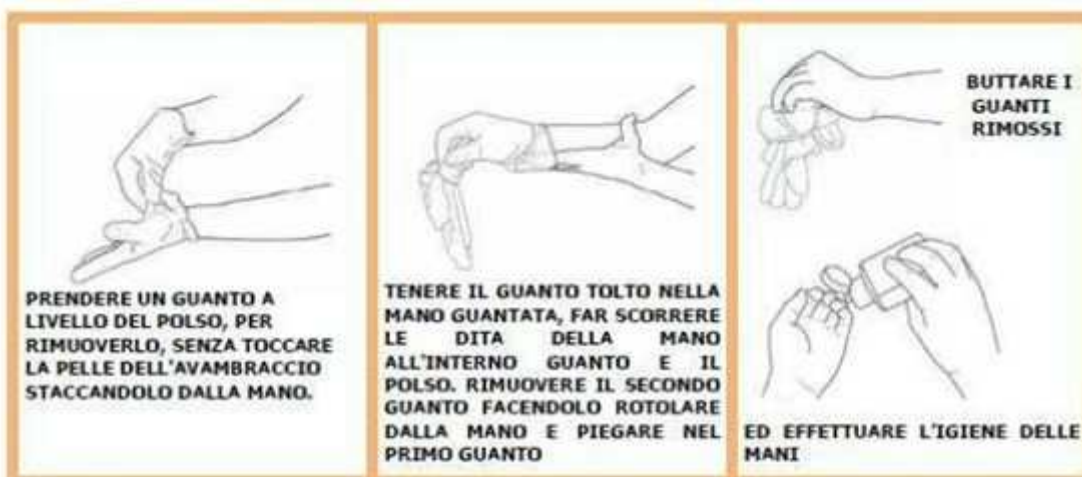 PRENDERE UN GUANTO A
LIVELLO DEL POLSO, PER
RIMUOVERLO, SENZA TOCCARE
LA PELLE DELL'AVAMBRACCIO
STACCANDOLO DALLA MANO.
TENERE IL GUANTO TOLTO NELLA
MANO GUANTATA, FAR SCORRERE
LE DITA DELLA MANO
ALL'INTERNO GUANTO E IL
POLSO. RIMUOVERE IL SECONDO
GUANTO FACENDOLO ROTOLARE
DALLA MANO E PIEGARE NEL
PRIMO GUANTO
BUTTARE I
GUANTI
RIMOSSI
ED EFFETTUARE L'IGIENE DELLE
MANI